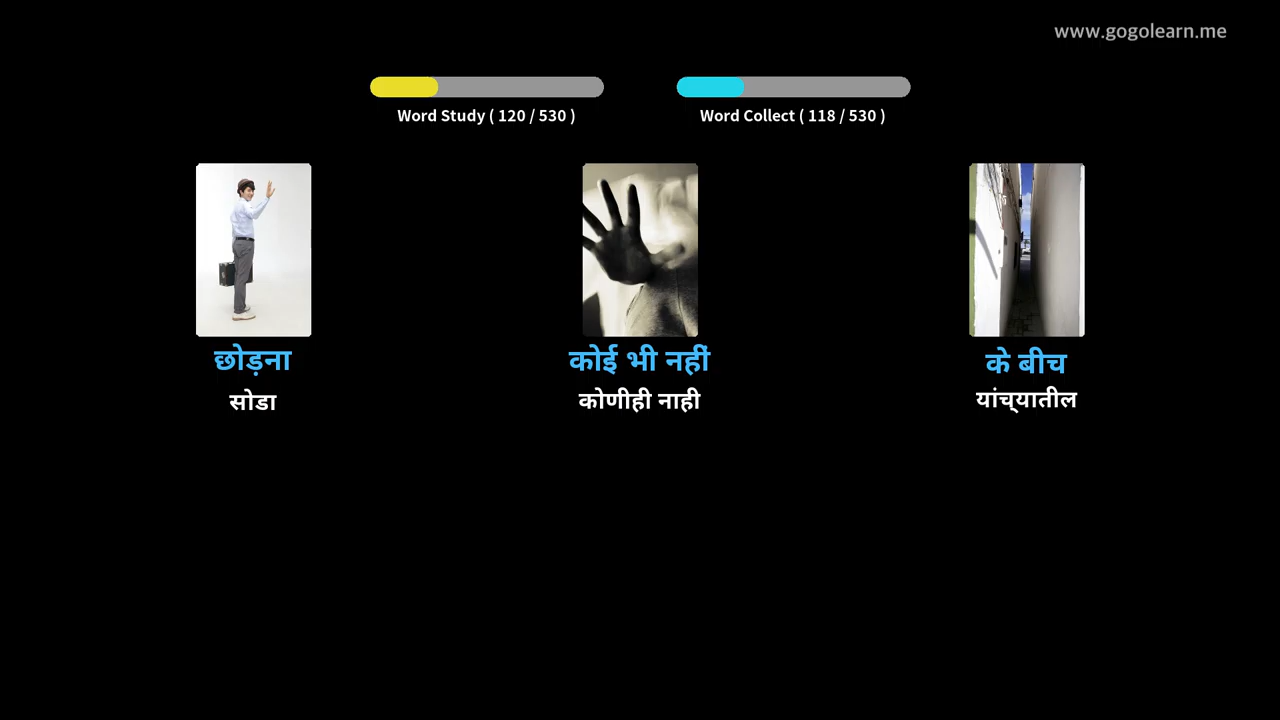 www.gogolearn.me
Word Study ( 120 / 530 )
Word Collect ( 118 / 530 )
छोड़ना
कोई भी नहीं
के बीच
सोडा
कोणीही नाही
यांच्यातील